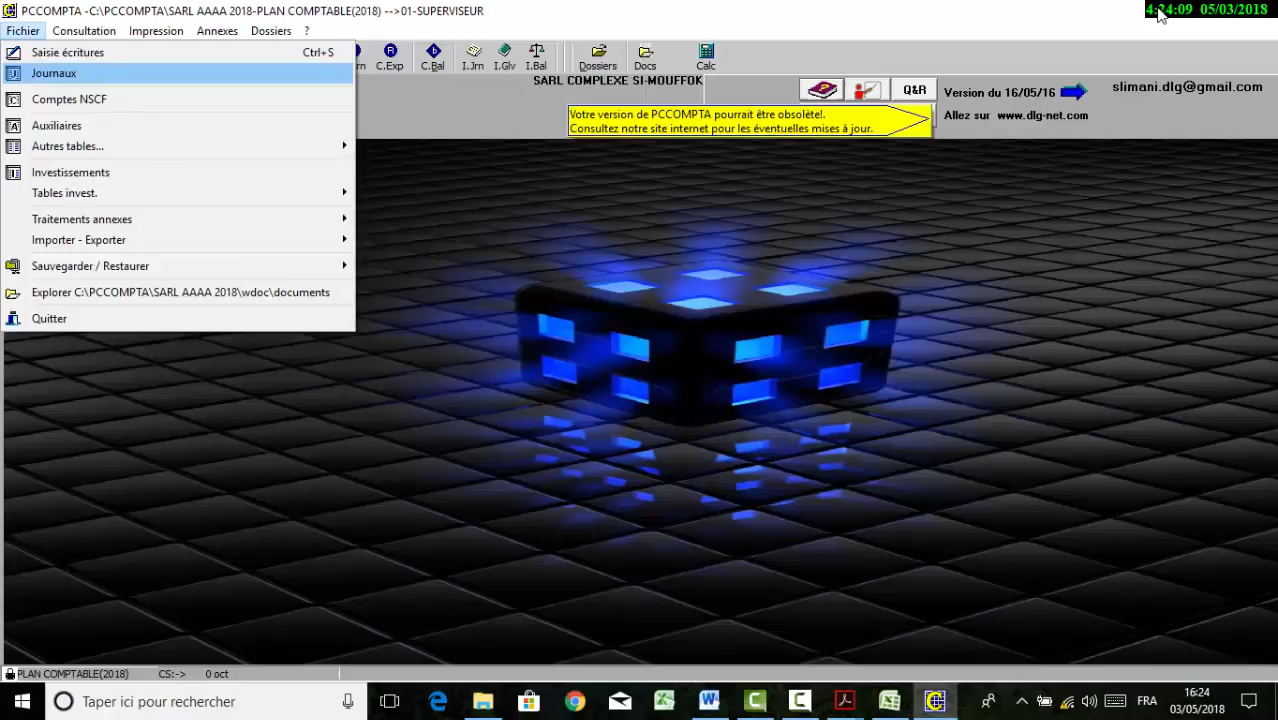 PCCOMPTA -C:\PCCOMPTA\SARL AAAA 2018-PLAN COMPTABLE(2018) -->01-SUPERVISEUR
4:24:09 05/03/2018
Fichier Consultation Impression Annexes Dossiers ?
Saisie écritures Ctrl+S
Journaux
Comptes NSCF
Auxiliaires
Autres tables...
Investissements
Tables invest.
Traitements annexes
Importer - Exporter
Sauvegarder / Restaurer
Explorer C:\PCCOMPTA\SARL AAAA 2018\wdoc\documents
Quitter
C.Exp C.Bal I.Jrn I.Glv I.Bal Dossiers Docs Calc
SARL COMPLEXE SI-MOUFFOK
Q&R
Version du 16/05/16
slimani.dlg@gmail.com
Votre version de PCCOMPTA pourrait être obsolète!.
Consultez notre site internet pour les éventuelles mises à jour.
Allez sur www.dlg-net.com
PLAN COMPTABLE(2018) CS:-> 0 oct
Taper ici pour rechercher
FRA
16:24
03/05/2018